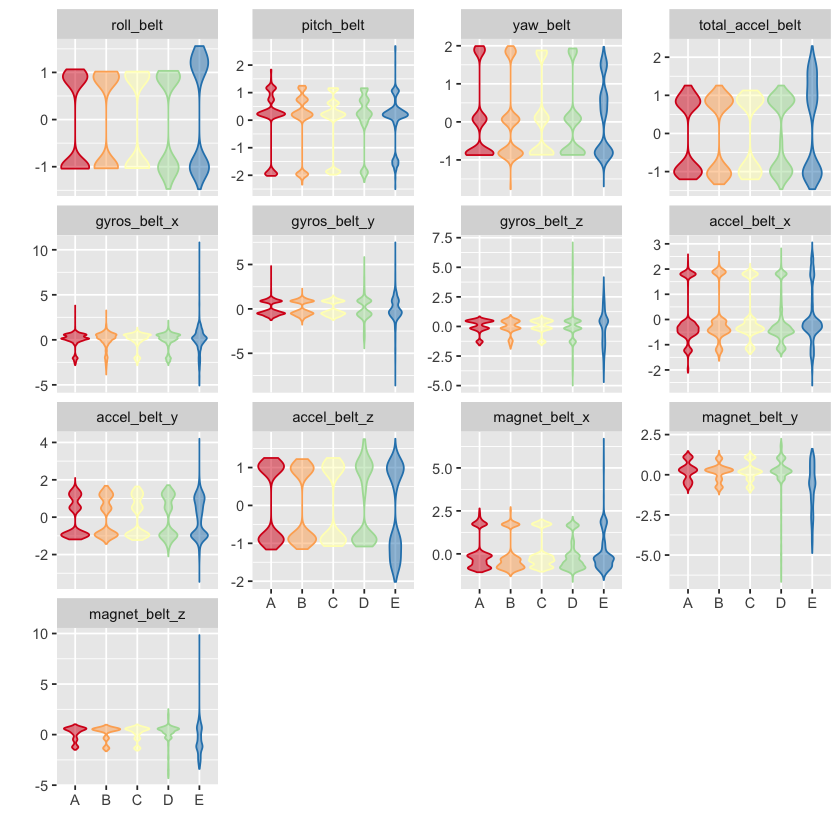 roll_belt pitch_belt yaw_belt total_accel_belt
1 0 -1
2 1 0 -1 -2
2 1 0 -1
2 1 0 -1
gyros_belt_x gyros_belt_y gyros_belt_z accel_belt_x
10 5 0 -5
5 0 -5
7.5 5.0 2.5 0.0 -2.5 -5.0
3 2 1 0 -1 -2
accel_belt_y accel_belt_z magnet_belt_x magnet_belt_y
4 2 0 -2
1 0 -1 -2
5.0 0.0
2.5 0.0 -2.5 -5.0
A B C D E A B C D E A B C D E
magnet_belt_z
10 5 0 -5
A B C D E